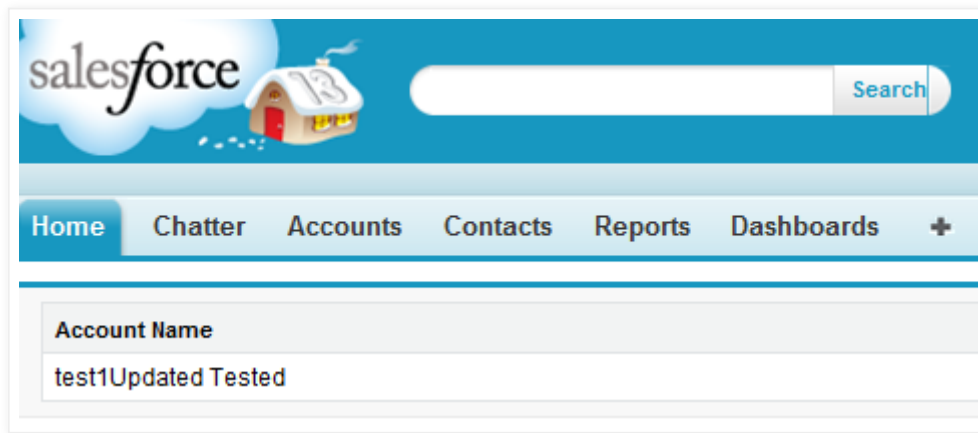 salesforce
13
Search
Home Chatter Accounts Contacts Reports Dashboards +
Account Name
test1Updated Tested